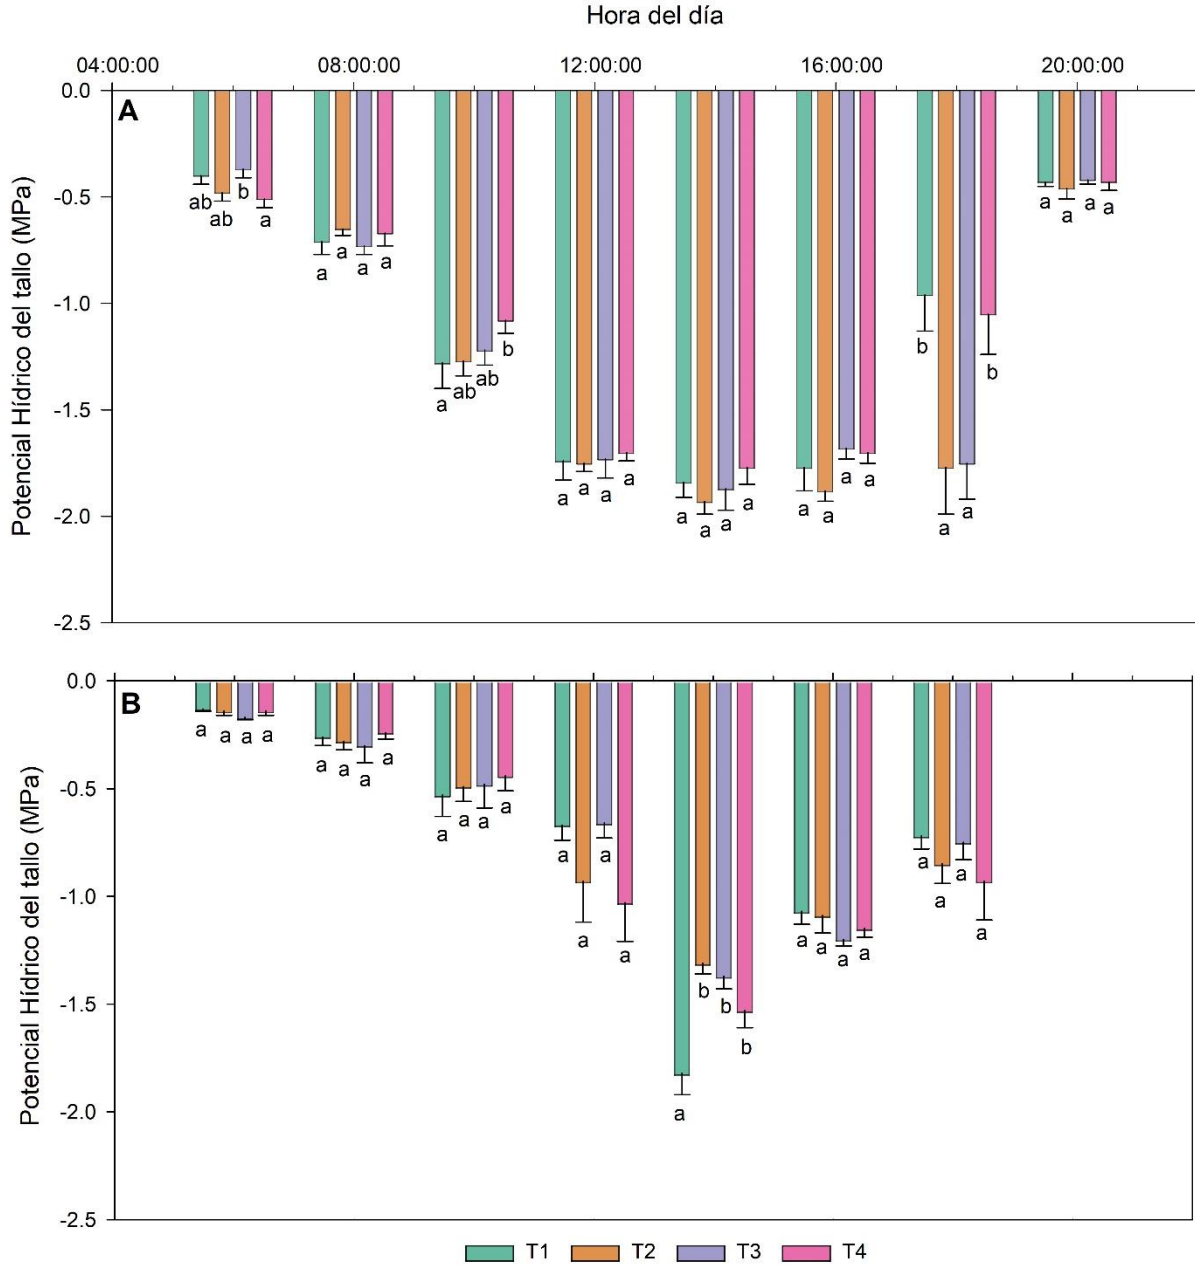 Hora del día
04:00:00 08:00:00 12:00:00 16:00:00 20:00:00
A
Potencial Hídrico del tallo (MPa)
0.0
-0.5
-1.0
-1.5
-2.0
-2.5
ab ab b a
a a a a
a ab ab b
a a a a
a a a a
a a a a
b a a b
a a a a
B
Potencial Hídrico del tallo (MPa)
0.0
-0.5
-1.0
-1.5
-2.0
-2.5
a a a a
a a a a
a a a a
a a a a
a b b b
a a a a
a a a a
T1 T2 T3 T4